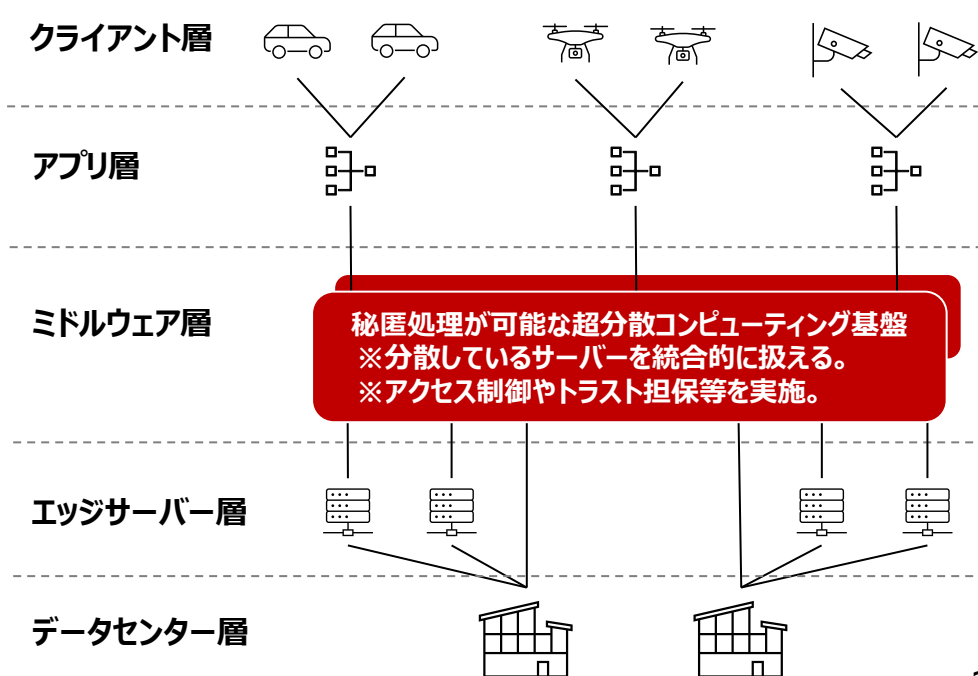 クライアント層
アプリ層
ミドルウェア層
秘匿処理が可能な超分散コンピューティング基盤
※分散しているサーバーを統合的に扱える。
※アクセス制御やトラスト担保等を実施。
エッジサーバー層
データセンター層